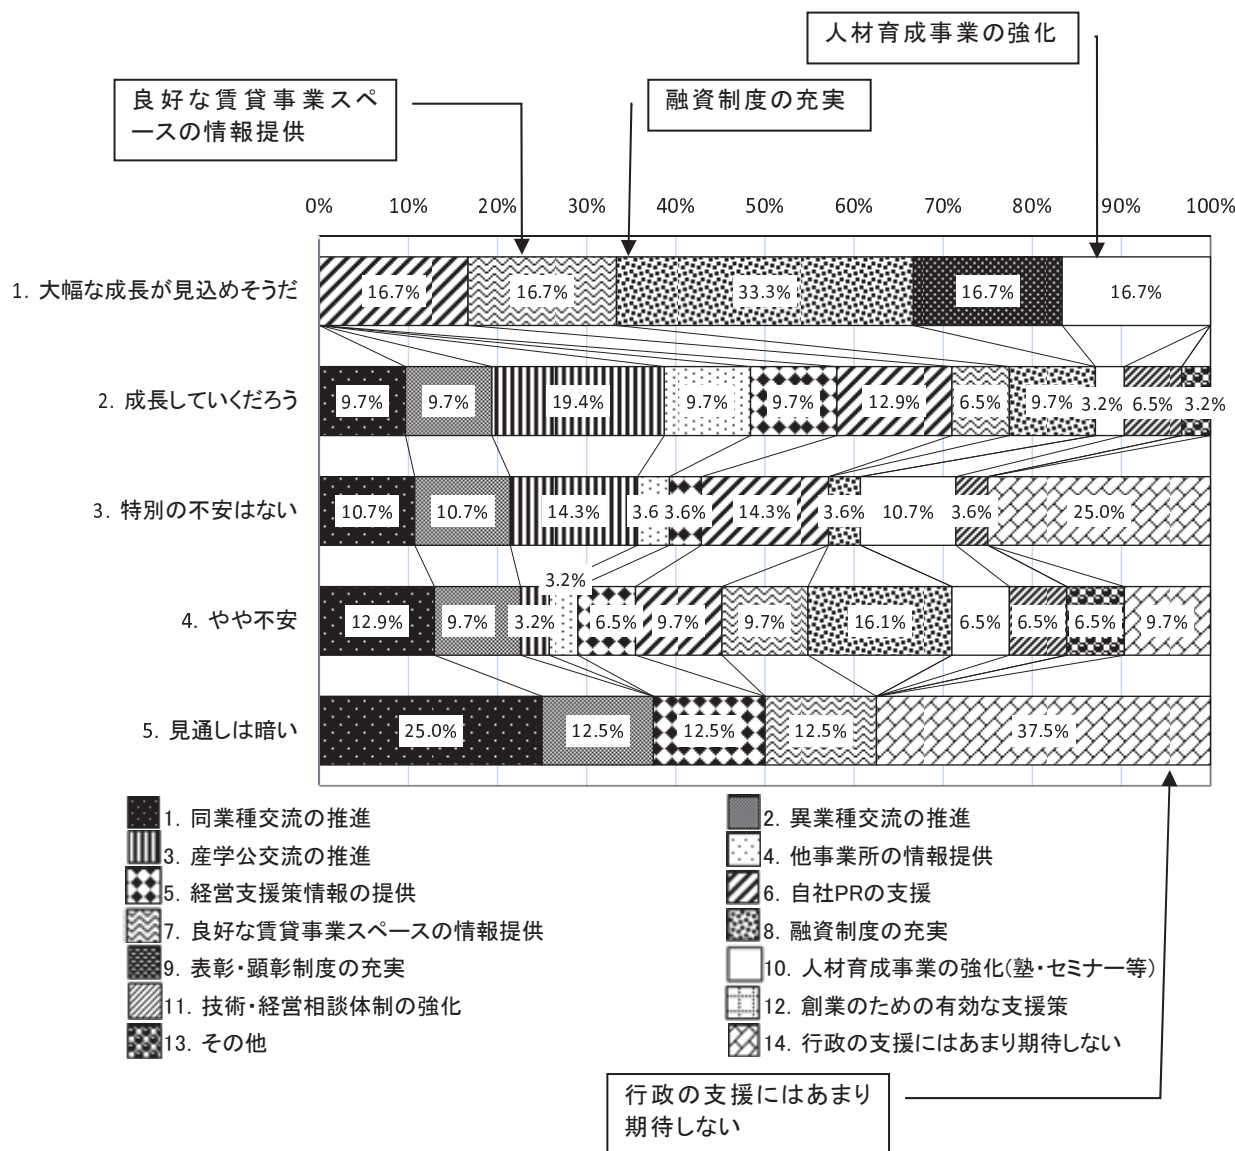 人材育成事業の強化
良好な賃貸事業スペ
ースの情報提供
融資制度の充実
0% 10% 20% 30% 40% 50% 60% 70% 80% 90% 100%
1. 大幅な成長が見込めそうだ
16.7% 16.7% 33.3% 16.7% 16.7%
2. 成長していくだろう
9.7% 9.7% 19.4% 9.7% 9.7% 12.9% 6.5% 9.7% 3.2% 6.5% 3.2%
3. 特別の不安はない
10.7% 10.7% 14.3% 3.6 3.6% 14.3% 3.6% 10.7% 3.6% 25.0%
3.2%
4. やや不安
12.9% 9.7% 3.2% 6.5% 9.7% 9.7% 16.1% 6.5% 6.5% 6.5% 9.7%
5. 見通しは暗い
25.0% 12.5% 12.5% 12.5% 37.5%
1. 同業種交流の推進
2. 異業種交流の推進
3. 産学公交流の推進
4. 他事業所の情報提供
5. 経営支援策情報の提供
6. 自社PRの支援
7. 良好な賃貸事業スペースの情報提供
8. 融資制度の充実
9. 表彰・顕彰制度の充実
10. 人材育成事業の強化(塾・セミナー等)
11. 技術・経営相談体制の強化
12. 創業のための有効な支援策
13. その他
14. 行政の支援にはあまり期待しない
行政の支援にはあまり
期待しない